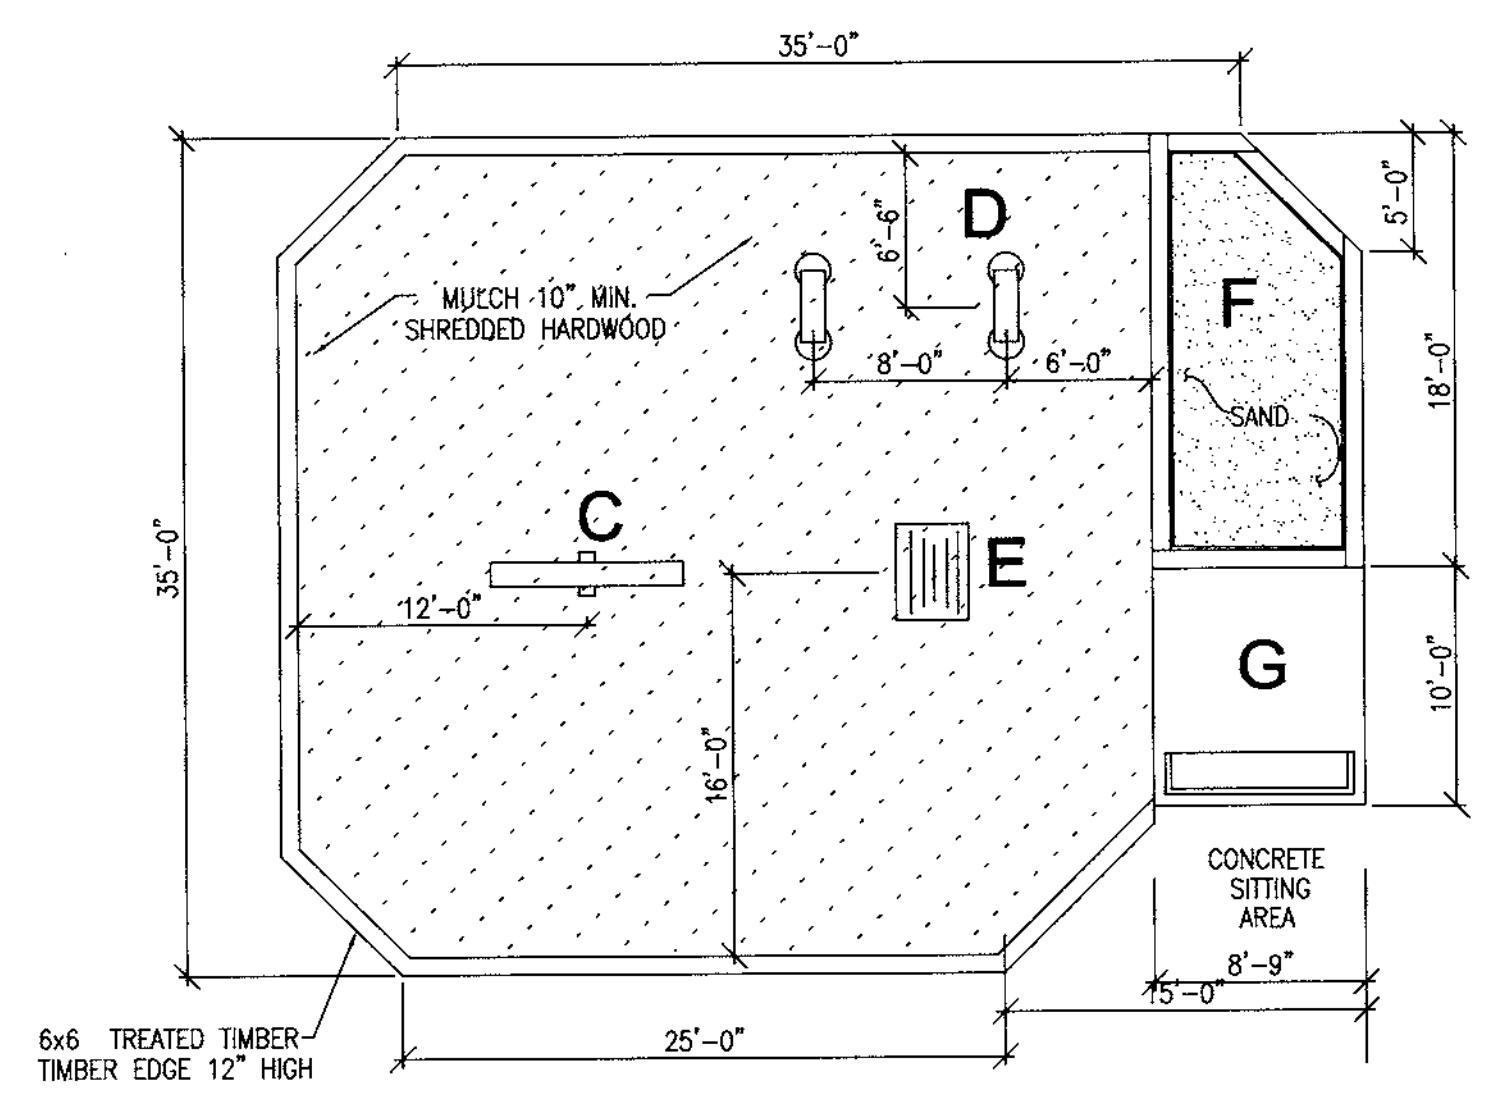 35'-0"
D
6'-6"
5'-0"
MULCH 10" MIN.
SHREDDED HARDWOOD
F
8'-0"
6'-0"
18'-0"
SAND
C
35'-0"
E
12'-0"
G
10'-0"
16'-0"
CONCRETE
SITTING
AREA
8'-9"
15'-0"
6x6 TREATED TIMBER
TIMBER EDGE 12" HIGH
25'-0"